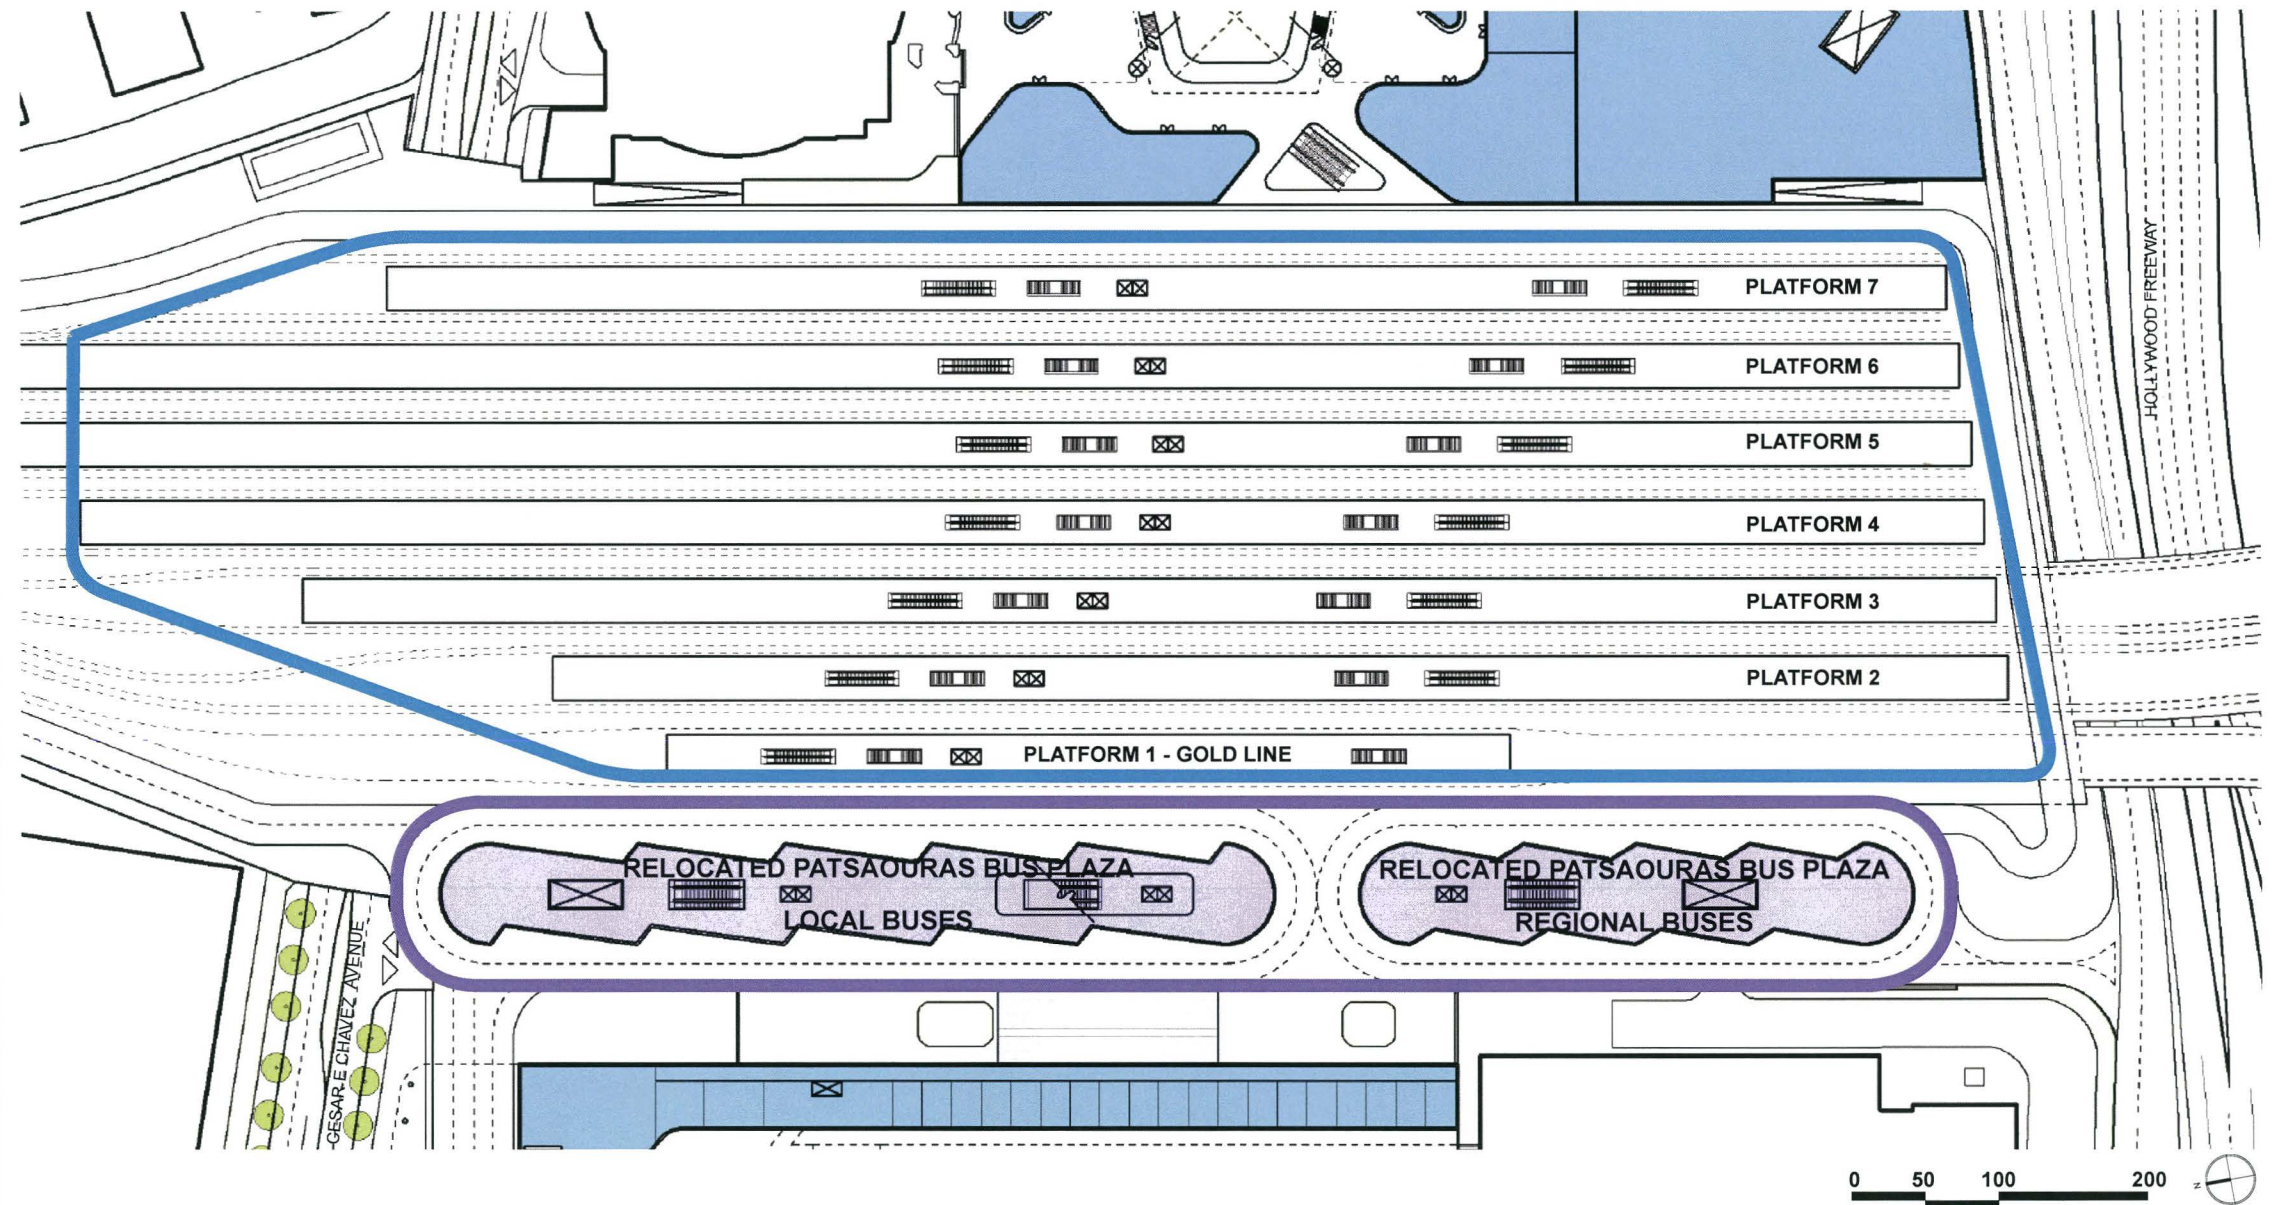 HOLLYWOOD FREEWAY
PLATFORM 7
PLATFORM 6
PLATFORM 5
PLATFORM 4
PLATFORM 3
PLATFORM 2
PLATFORM 1 - GOLD LINE
RELOCATED PATSAOURAS BUS PLAZA
LOCAL BUSES
RELOCATED PATSAOURAS BUS PLAZA
REGIONAL BUSES
CESAR E CHAVEZ AVENUE
0 50 100 200
N